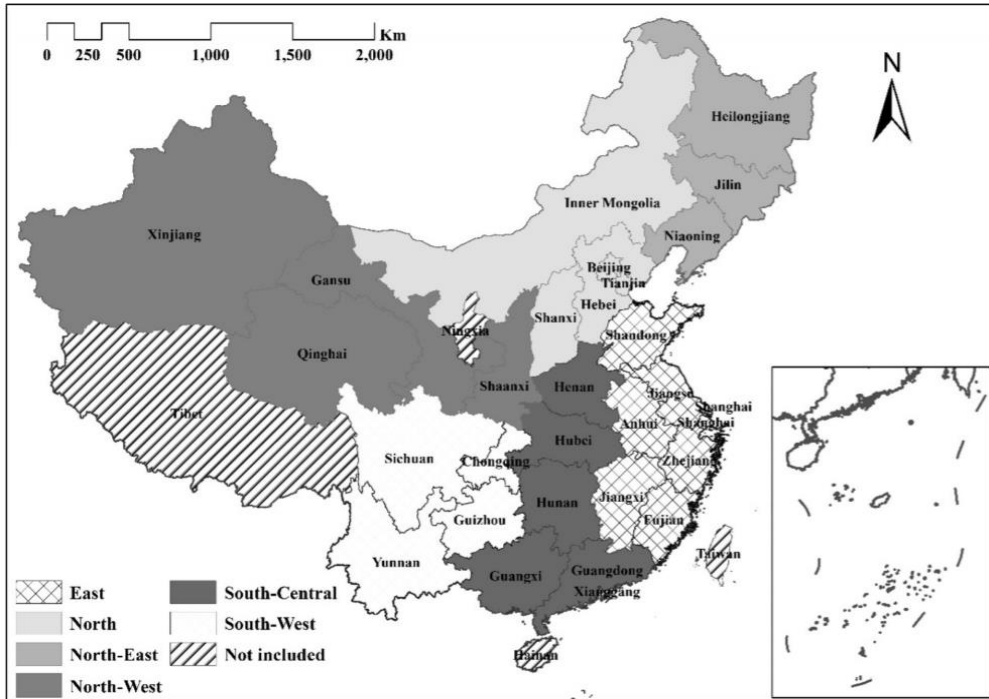 Km
0 250 500 1,000 1,500 2,000
N
Heilongjiang
Jilin
Inner Mongolia
Niaoning
Xinjiang
Beijing
Tianjin
Gansu
Hebei
Shanxi
Ningxia
Shandong
Qinghai
Shaanxi
Henan
Jiangsu
Shanghai
Tibet
Anhui
Shanghai
Hubei
Sichuan
Chongqing
Zhejiang
Hunan
Jiangxi
Guizhou
Fujian
Yunnan
Taiwan
Guangxi
Guangdong
Xianggang
Hainan
East
North
North-East
North-West
South-Central
South-West
Not included